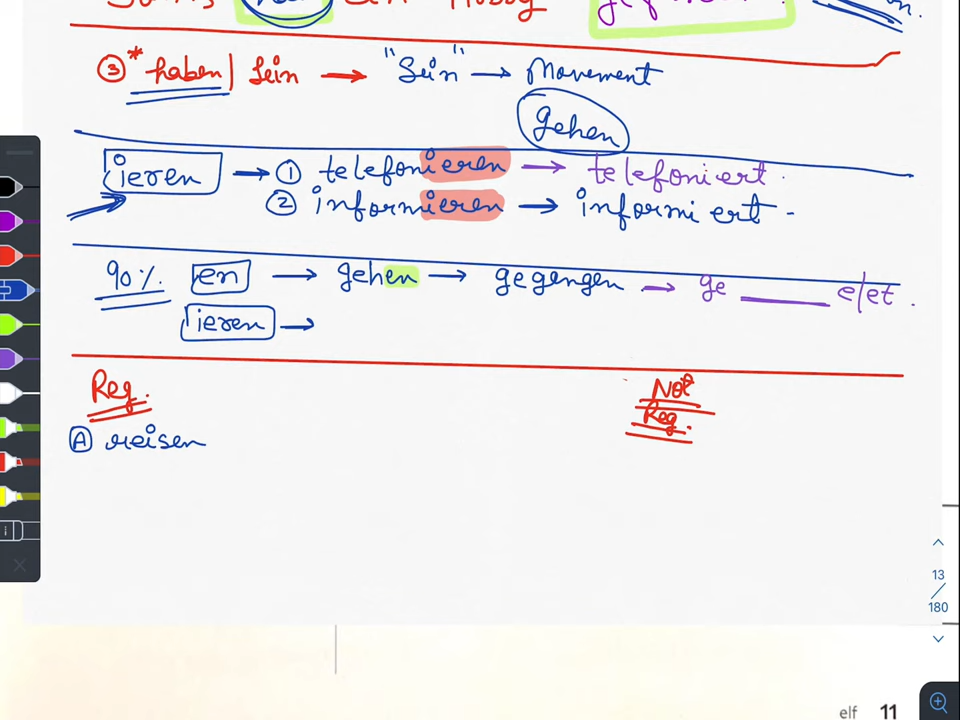 ③ * haben / sein → "Sein" → Movement
gehen
ieren → ① telefonieren → telefoniert.
② informieren → informiert -
90% en → gehen → gegengen → ge ____ e/et.
ieren →
Reg. Not
Reg.
Ⓐ reisen
13
/
180
elf 11